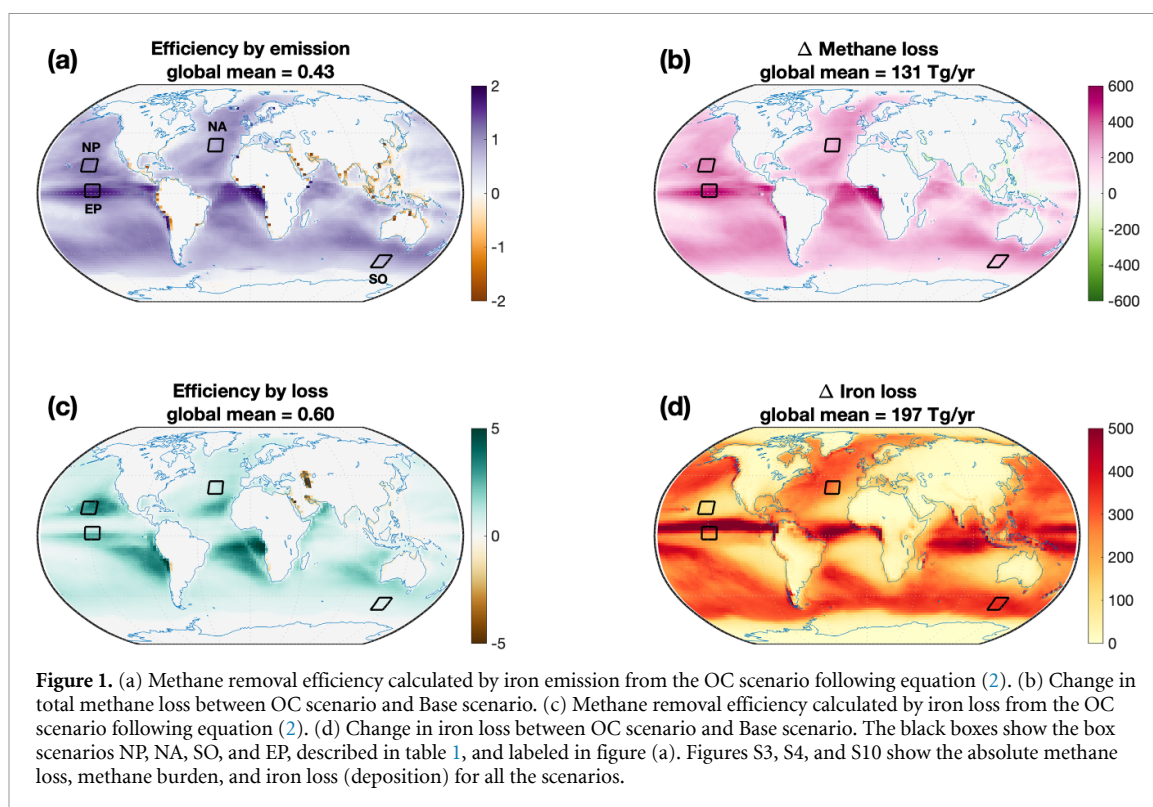 (a)
Efficiency by emission
global mean = 0.43
NA
NP
EP
SO
2
1
0
-1
-2
(b)
Δ Methane loss
global mean = 131 Tg/yr
600
400
200
0
-200
-400
-600
(c)
Efficiency by loss
global mean = 0.60
5
0
-5
(d)
Δ Iron loss
global mean = 197 Tg/yr
500
400
300
200
100
0
Figure 1. (a) Methane removal efficiency calculated by iron emission from the OC scenario following equation (2). (b) Change in
total methane loss between OC scenario and Base scenario. (c) Methane removal efficiency calculated by iron loss from the OC
scenario following equation (2). (d) Change in iron loss between OC scenario and Base scenario. The black boxes show the box
scenarios NP, NA, SO, and EP, described in table 1, and labeled in figure (a). Figures S3, S4, and S10 show the absolute methane
loss, methane burden, and iron loss (deposition) for all the scenarios.